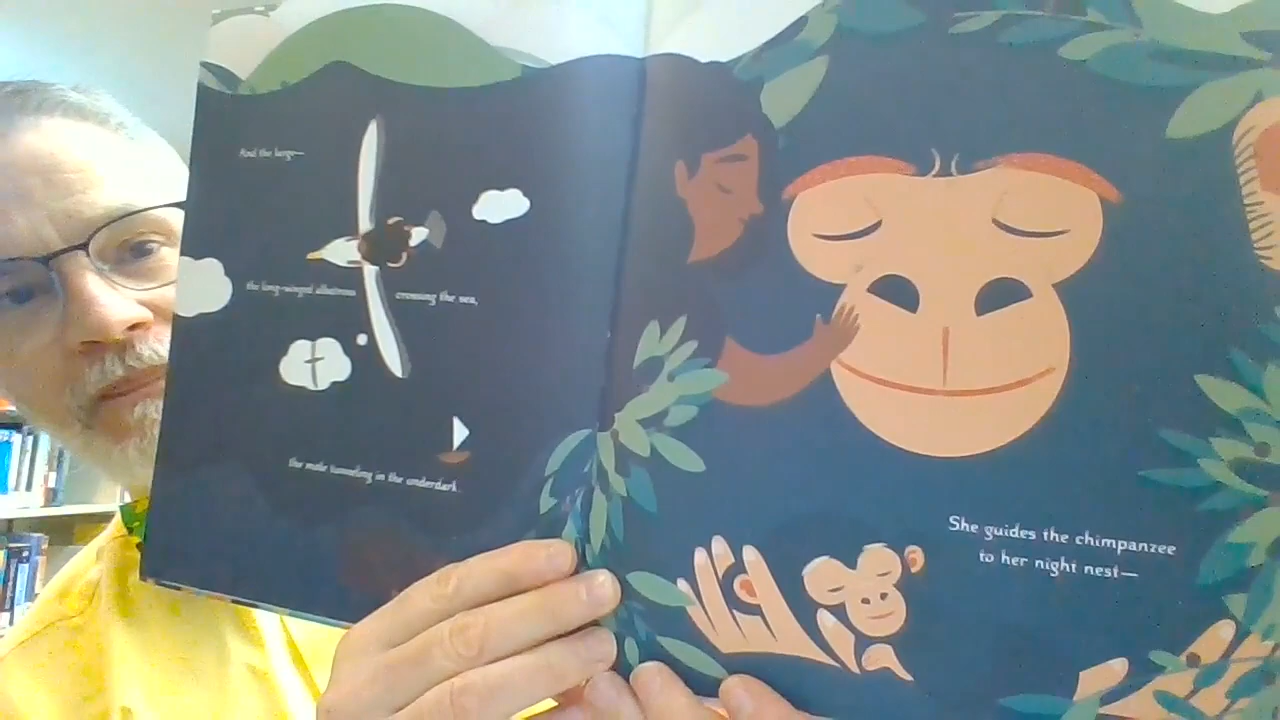 And the large—
the long-winged albatross crossing the sea,
the mole tunneling in the underdark.
She guides the chimpanzee
to her night nest—